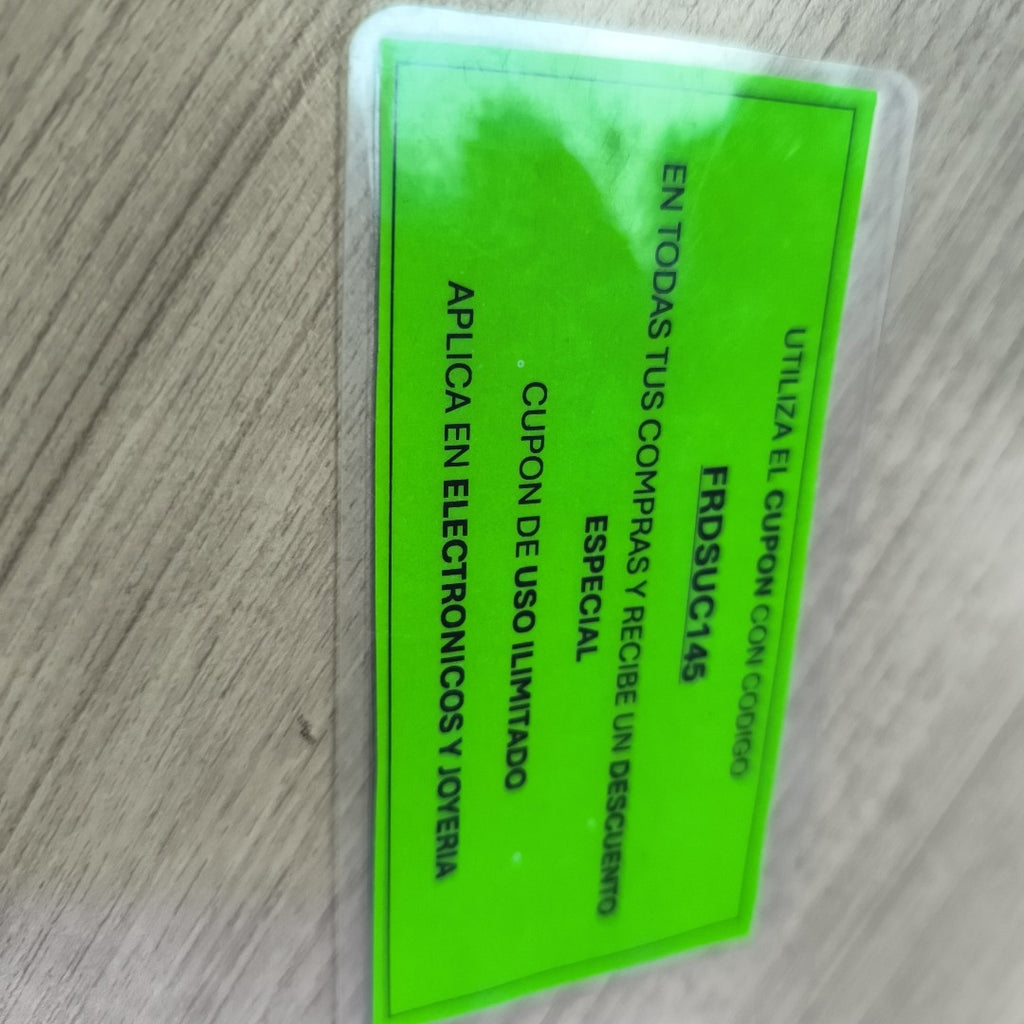 UTILIZA EL CUPON CON CODIGO
FRDSUC145
EN TODAS TUS COMPRAS Y RECIBE UN DESCUENTO
ESPECIAL
CUPON DE USO ILIMITADO
APLICA EN ELECTRONICOS Y JOYERIA